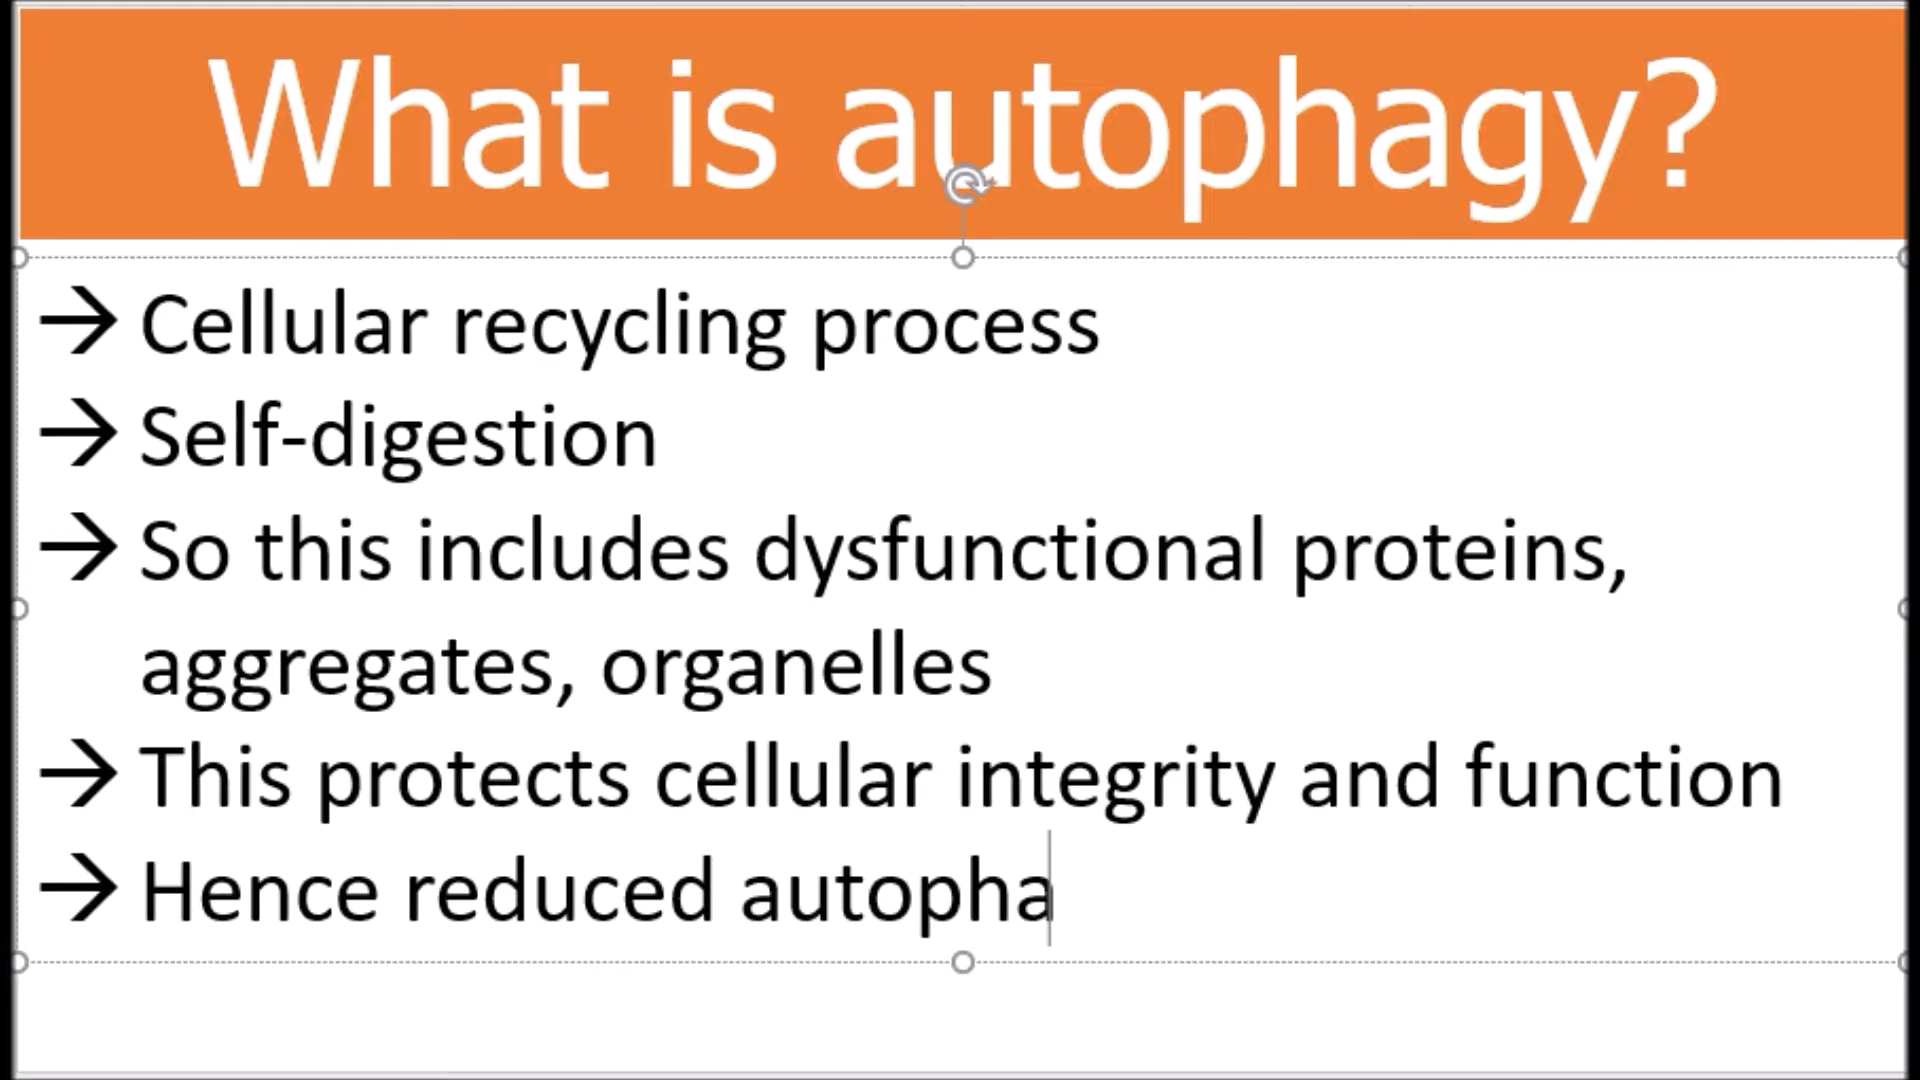 What is autophagy?
→ Cellular recycling process
→ Self-digestion
→ So this includes dysfunctional proteins,
aggregates, organelles
→ This protects cellular integrity and function
→ Hence reduced autopha